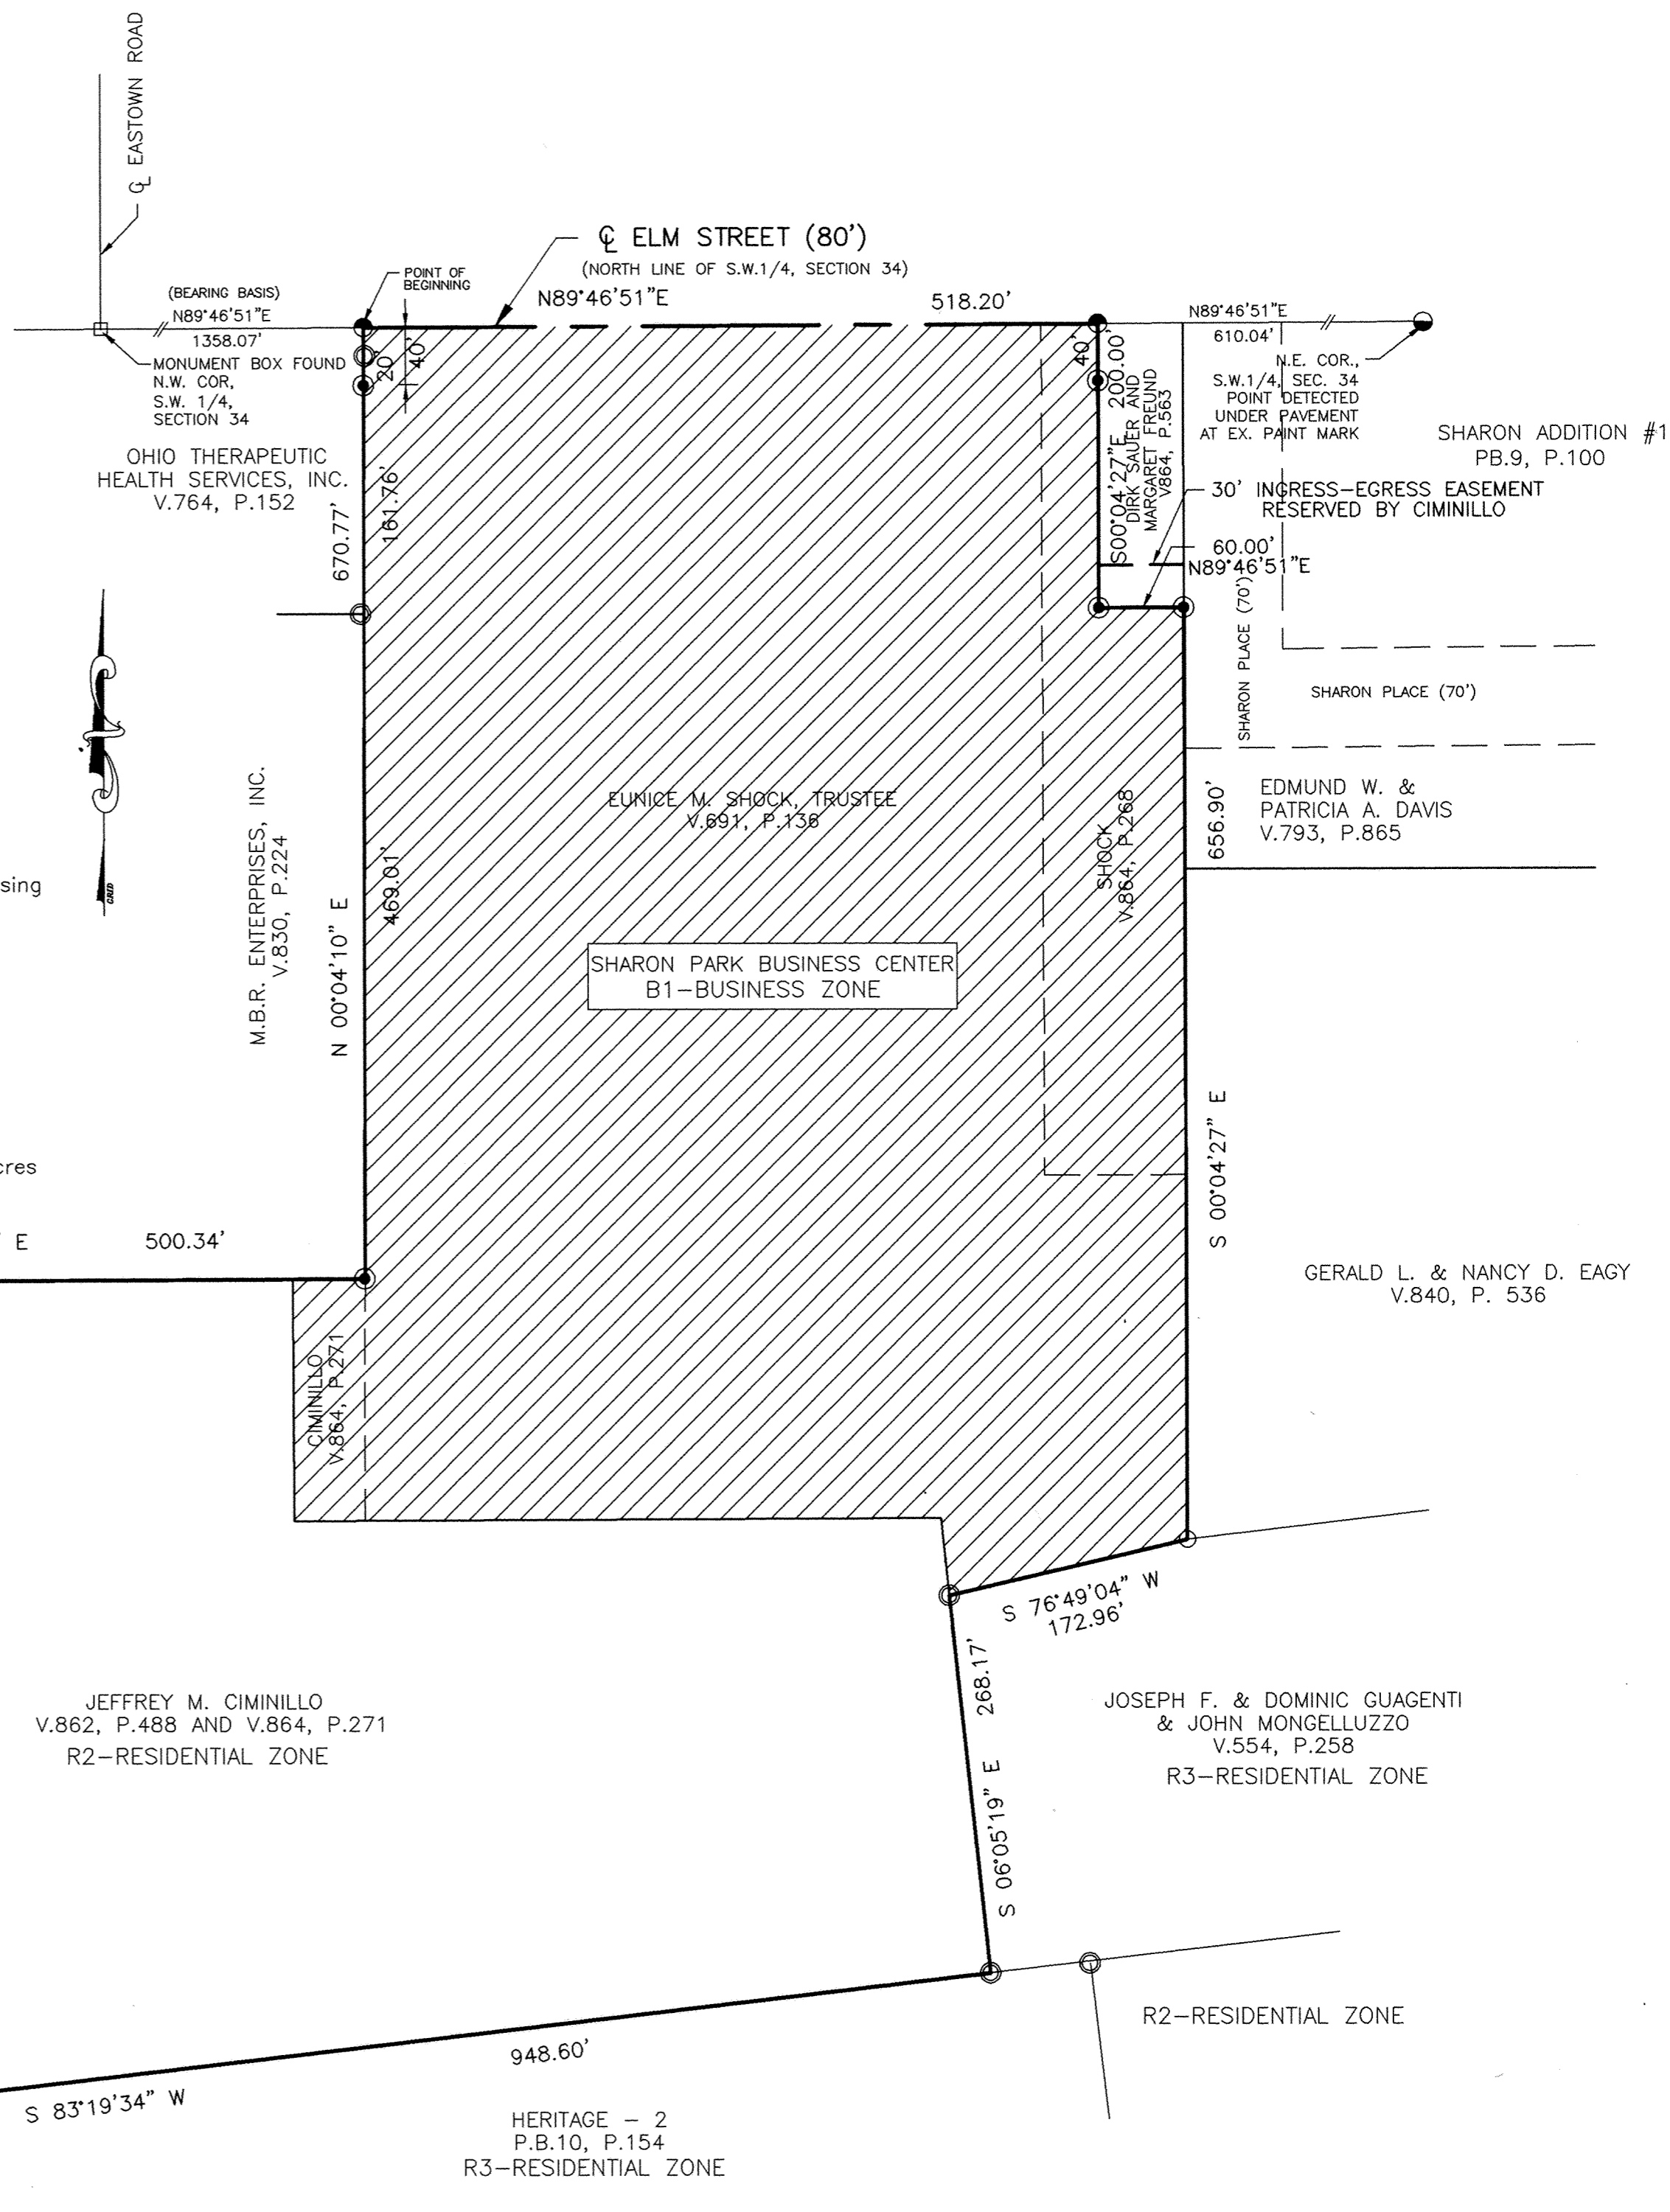 ℄ EASTOWN ROAD
℄ ELM STREET (80')
(NORTH LINE OF S.W.1/4, SECTION 34)
POINT OF
BEGINNING
(BEARING BASIS)
N89°46'51"E
1358.07'
N89°46'51"E
518.20'
N89°46'51"E
610.04'
MONUMENT BOX FOUND
N.W. COR,
S.W. 1/4,
SECTION 34
20'
40'
40'
S00°04'27"E 200.00'
DIRK SAUER AND
MARGARET FREUND
V864, P.563
N.E. COR.,
S.W.1/4, SEC. 34
POINT DETECTED
UNDER PAVEMENT
AT EX. PAINT MARK
SHARON ADDITION #1
PB.9, P.100
OHIO THERAPEUTIC
HEALTH SERVICES, INC.
V.764, P.152
670.77'
161.76'
30' INGRESS-EGRESS EASEMENT
RESERVED BY CIMINILLO
60.00'
N89°46'51"E
SHARON PLACE (70')
SHARON PLACE (70')
EUNICE M. SHOCK, TRUSTEE
V.691, P.136
SHOCK
V.864, P.268
656.90'
EDMUND W. &
PATRICIA A. DAVIS
V.793, P.865
M.B.R. ENTERPRISES, INC.
V.830, P.224
469.01'
N 00°04'10" E
sing
GRID
SHARON PARK BUSINESS CENTER
B1-BUSINESS ZONE
S 00°04'27" E
cres
E 500.34'
GERALD L. & NANCY D. EAGY
V.840, P. 536
CIMINILLO
V.864, P.271
S 76°49'04" W
172.96'
268.17'
S 06°05'19" E
JEFFREY M. CIMINILLO
V.862, P.488 AND V.864, P.271
R2-RESIDENTIAL ZONE
JOSEPH F. & DOMINIC GUAGENTI
& JOHN MONGELLUZZO
V.554, P.258
R3-RESIDENTIAL ZONE
R2-RESIDENTIAL ZONE
948.60'
S 83°19'34" W
HERITAGE - 2
P.B.10, P.154
R3-RESIDENTIAL ZONE